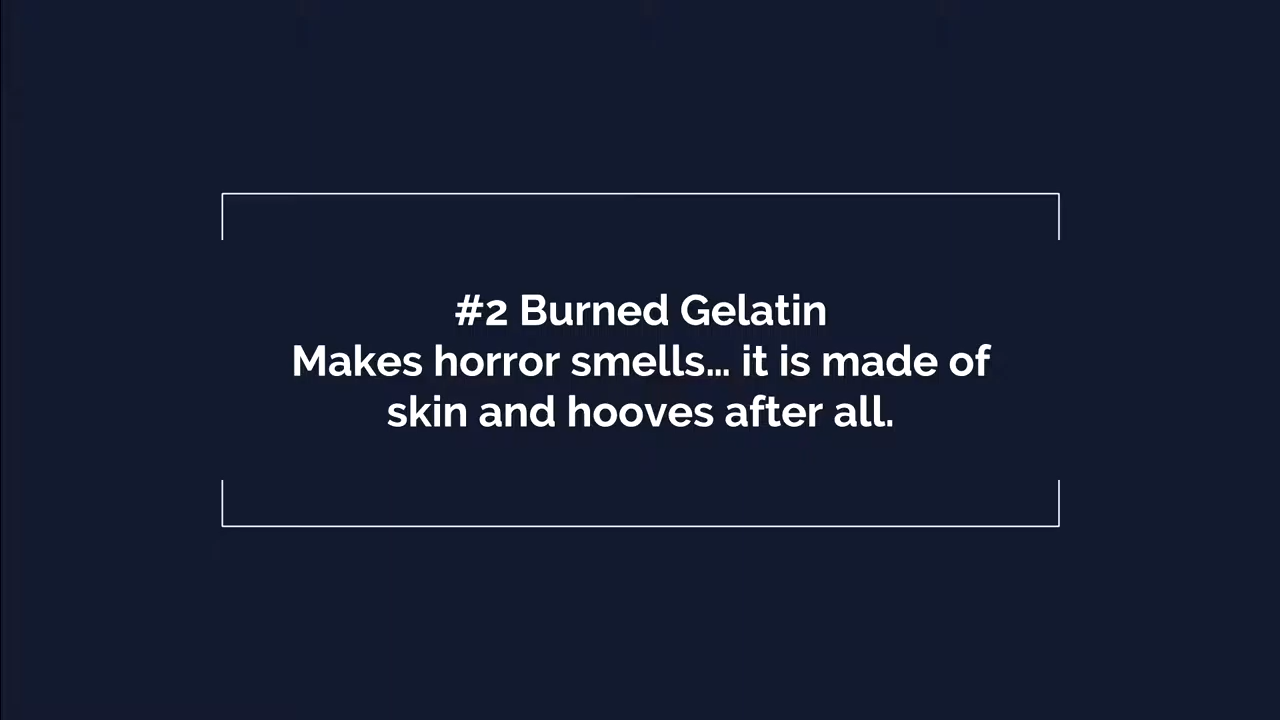 #2 Burned Gelatin
Makes horror smells... it is made of
skin and hooves after all.